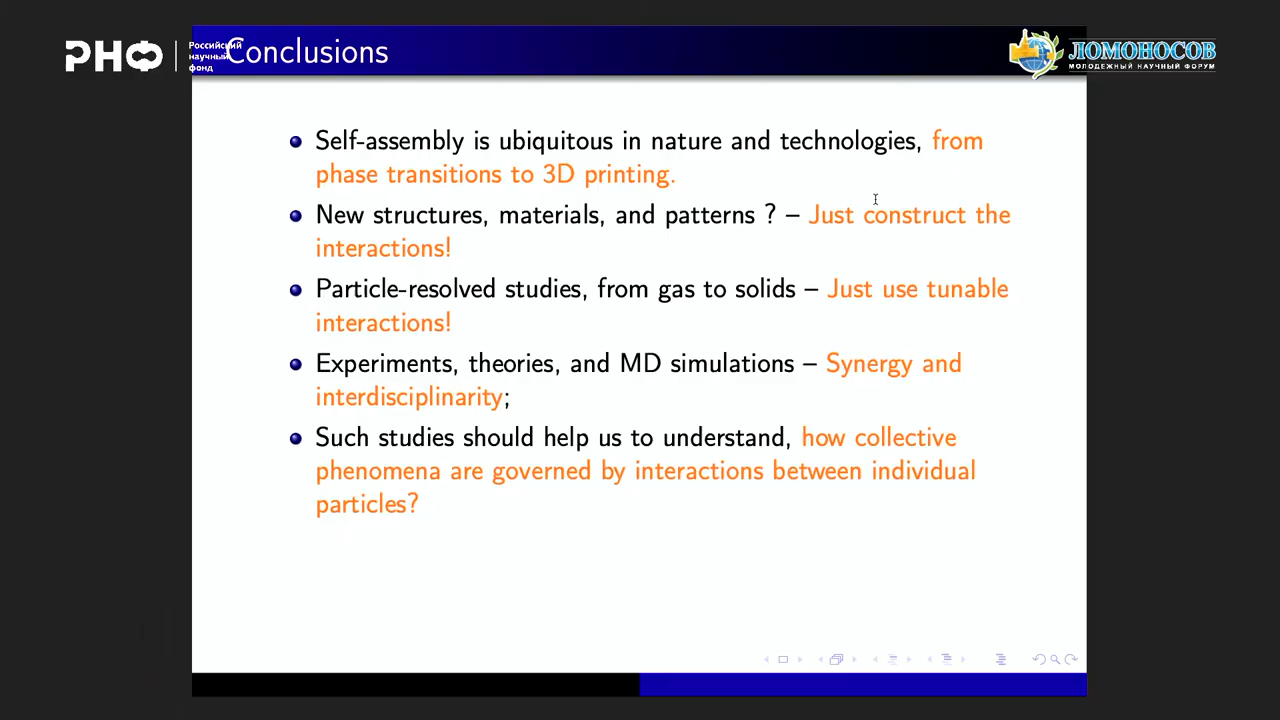 РНФ
Российский
научный
фонд
Conclusions
ЛОМОНОСОВ
МОЛОДЕЖНЫЙ НАУЧНЫЙ ФОРУМ
Self-assembly is ubiquitous in nature and technologies, from
phase transitions to 3D printing.
New structures, materials, and patterns ? – Just construct the
interactions!
Particle-resolved studies, from gas to solids – Just use tunable
interactions!
Experiments, theories, and MD simulations – Synergy and
interdisciplinarity;
Such studies should help us to understand, how collective
phenomena are governed by interactions between individual
particles?